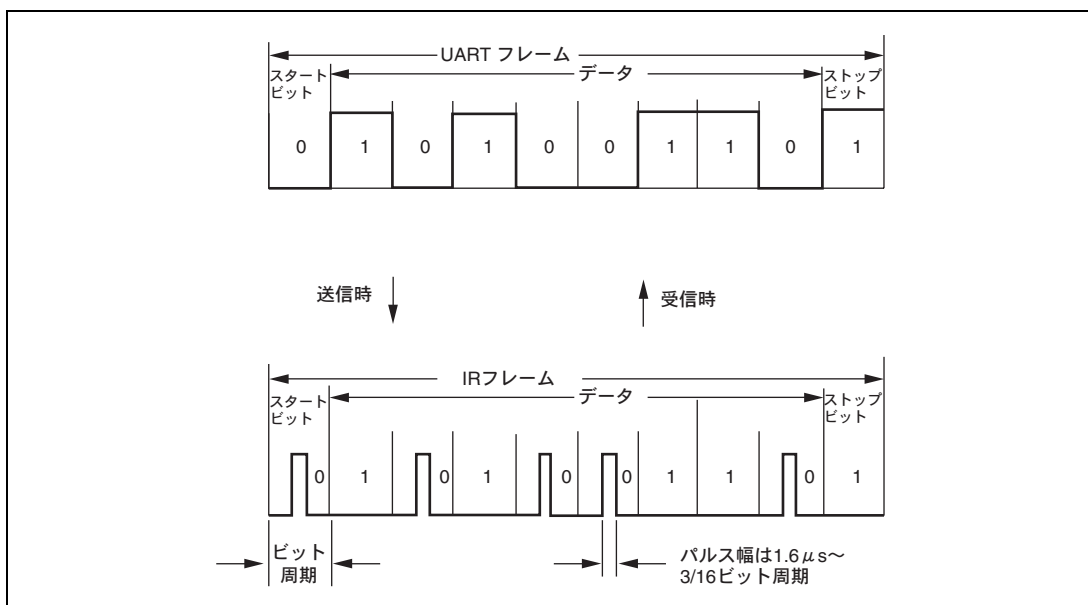 UART フレーム
スタート
ビット
データ
ストップ
ビット
0 1 0 1 0 0 1 1 0 1
送信時
受信時
IRフレーム
スタート
ビット
データ
ストップ
ビット
0 1 0 1 0 0 1 1 0 1
ビット
周期
パルス幅は1.6μs～
3/16ビット周期